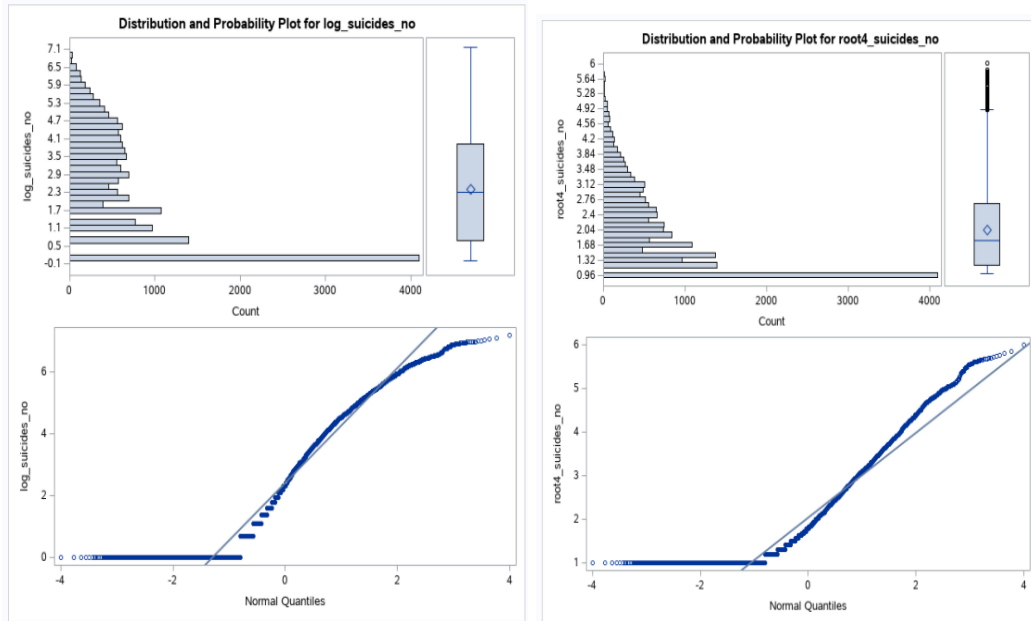 Distribution and Probability Plot for log_suicides_no
7.1
6.5
5.9
5.3
4.7
4.1
3.5
2.9
2.3
1.7
1.1
0.5
-0.1
log_suicides_no
0 1000 2000 3000 4000
Count
6
4
2
0
log_suicides_no
-4 -2 0 2 4
Normal Quantiles
Distribution and Probability Plot for root4_suicides_no
6
5.64
5.28
4.92
4.56
4.2
3.84
3.48
3.12
2.76
2.4
2.04
1.68
1.32
0.96
root4_suicides_no
0 1000 2000 3000 4000
Count
6
5
4
3
2
1
root4_suicides_no
-4 -2 0 2 4
Normal Quantiles